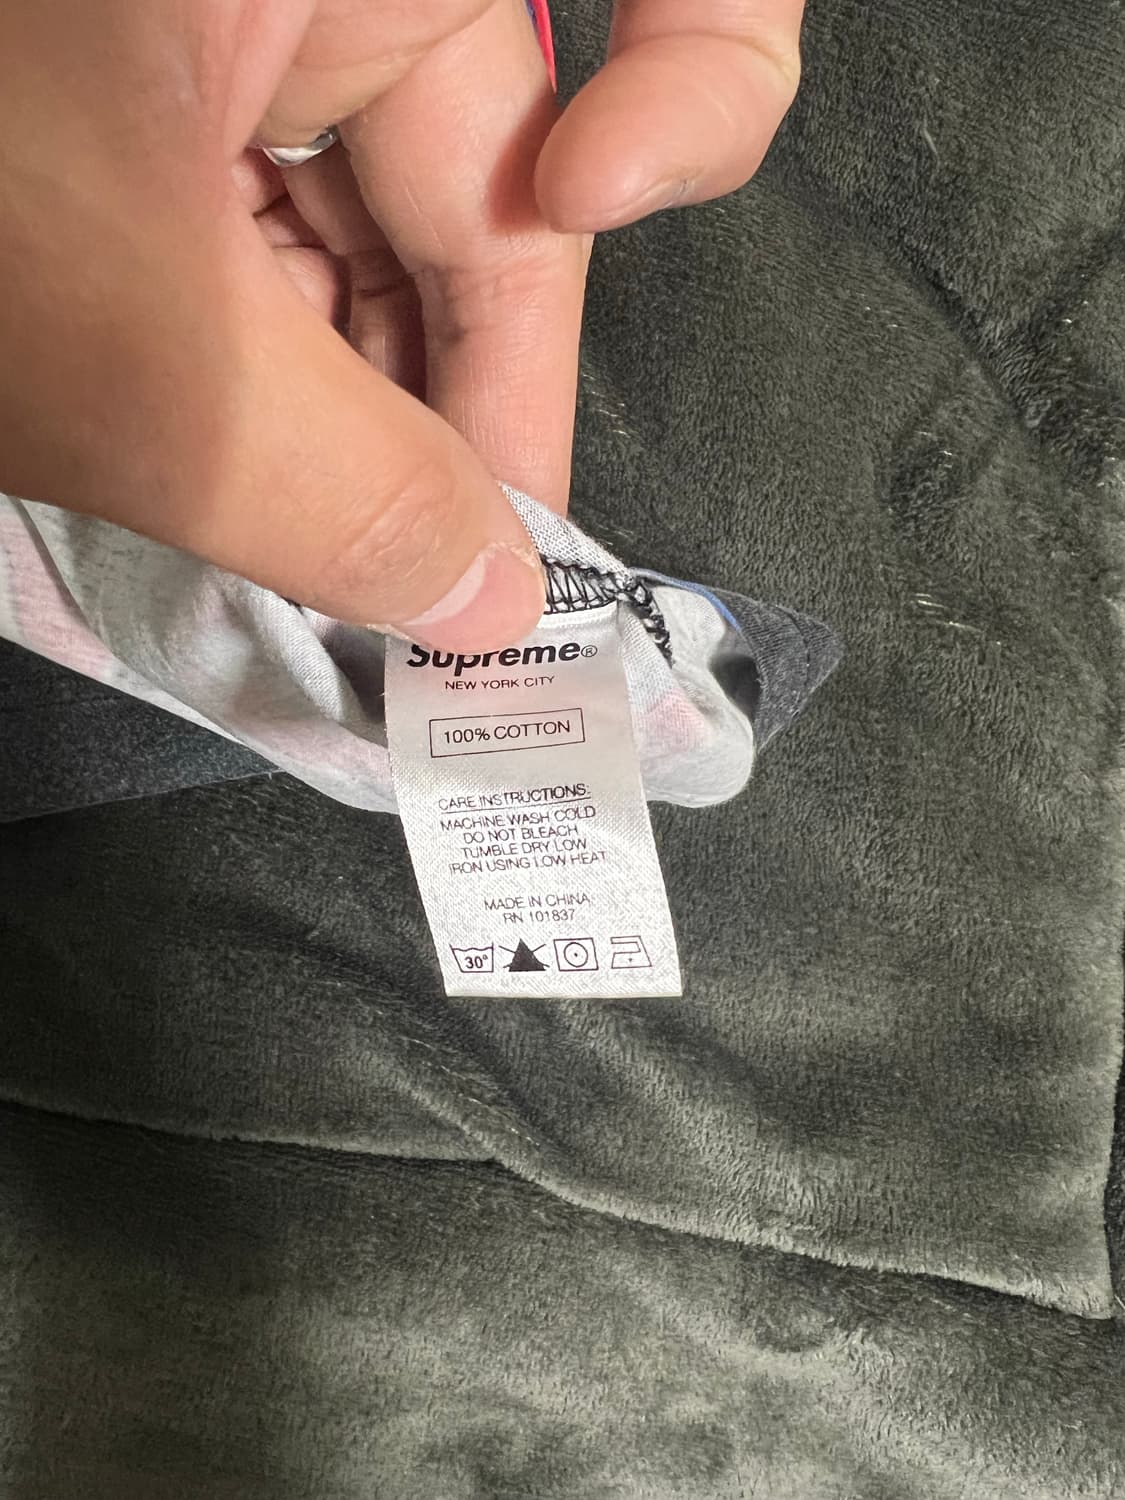 Supreme®
NEW YORK CITY
100% COTTON
CARE INSTRUCTIONS:
MACHINE WASH COLD
DO NOT BLEACH
TUMBLE DRY LOW
IRON USING LOW HEAT
MADE IN CHINA
RN 101837
30°